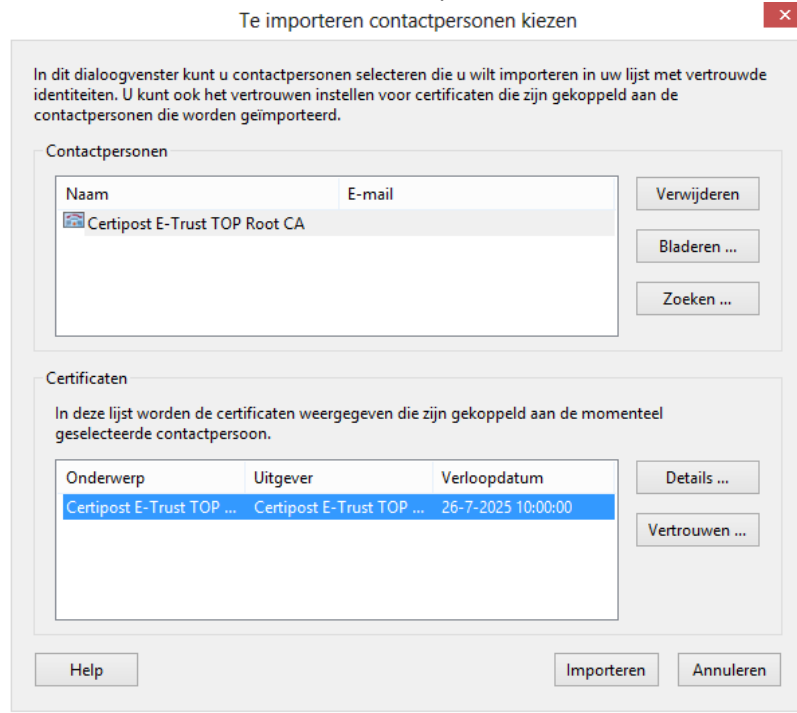 Te importeren contactpersonen kiezen
In dit dialoogvenster kunt u contactpersonen selecteren die u wilt importeren in uw lijst met vertrouwde
identiteiten. U kunt ook het vertrouwen instellen voor certificaten die zijn gekoppeld aan de
contactpersonen die worden geïmporteerd.
Contactpersonen
Naam E-mail
Verwijderen
Certipost E-Trust TOP Root CA
Bladeren ...
Zoeken ...
Certificaten
In deze lijst worden de certificaten weergegeven die zijn gekoppeld aan de momenteel
geselecteerde contactpersoon.
Onderwerp Uitgever Verloopdatum
Details ...
Certipost E-Trust TOP ... Certipost E-Trust TOP ... 26-7-2025 10:00:00
Vertrouwen ...
Help Importeren Annuleren